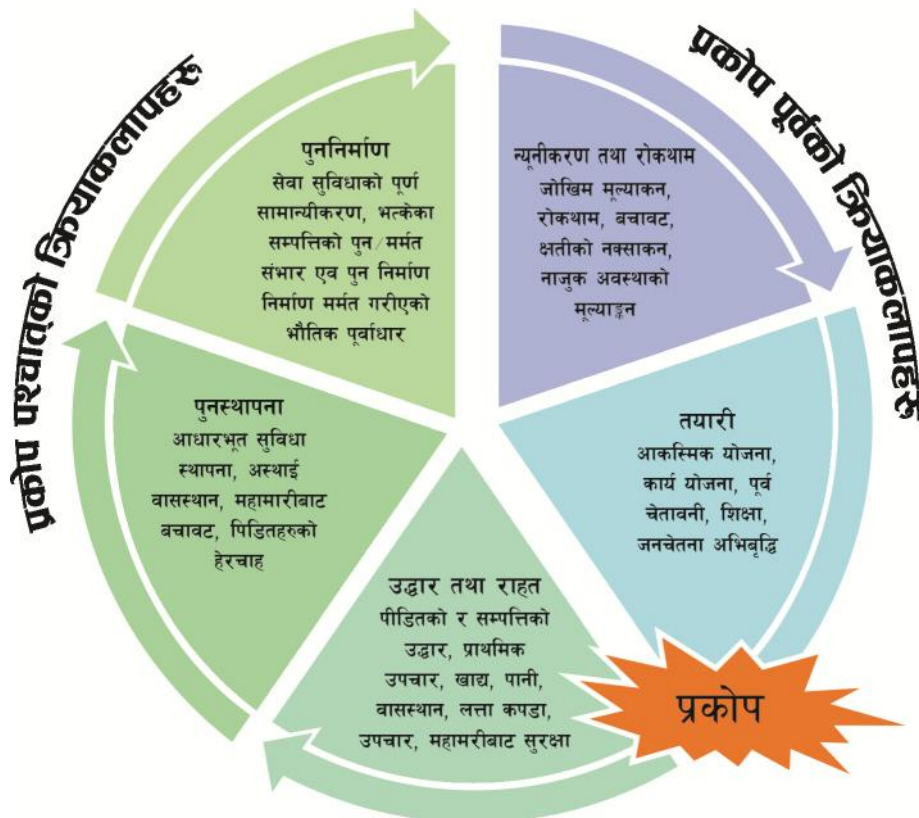 प्रकोप पश्चात्को क्रियाकलापहरु
प्रकोप पूर्वको क्रियाकलापहरु
पुननिर्माण
सेवा सुविधाको पूर्ण
सामान्यीकरण, भत्केका
सम्पत्तिको पुन/मर्मत
संभार एव पुन निर्माण
निर्माण मर्मत गरीएको
भौतिक पूर्वाधार
न्यूनीकरण तथा रोकथाम
जोखिम मूल्याकन,
रोकथाम, बचावट,
क्षतीको नक्साकन,
नाजुक अवस्थाको
मूल्याङ्कन
तयारी
आकस्मिक योजना,
कार्य योजना, पूर्व
चेतावनी, शिक्षा,
जनचेतना अभिबृद्धि
प्रकोप
उद्धार तथा राहत
पीडितको र सम्पत्तिको
उद्धार, प्राथमिक
उपचार, खाद्य, पानी,
वासस्थान, लत्ता कपडा,
उपचार, महामरीबाट सुरक्षा
पुनस्थापना
आधारभूत सुविधा
स्थापना, अस्थाई
वासस्थान, महामारीबाट
बचावट, पिडितहरुको
हेरचाह